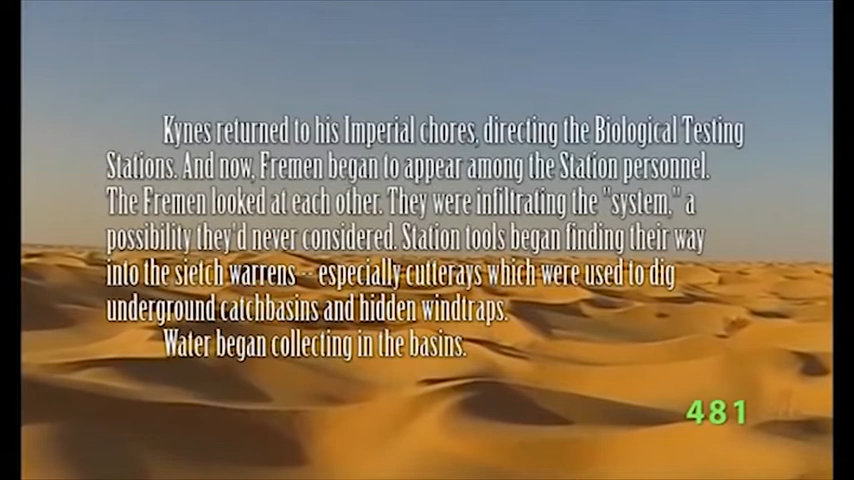 Kynes returned to his Imperial chores, directing the Biological Testing
Stations. And now, Fremen began to appear among the Station personnel.
The Fremen looked at each other. They were infiltrating the "system," a
possibility they'd never considered. Station tools began finding their way
into the sietch warrens -- especially cutterays which were used to dig
underground catchbasins and hidden windtraps.
Water began collecting in the basins.
481